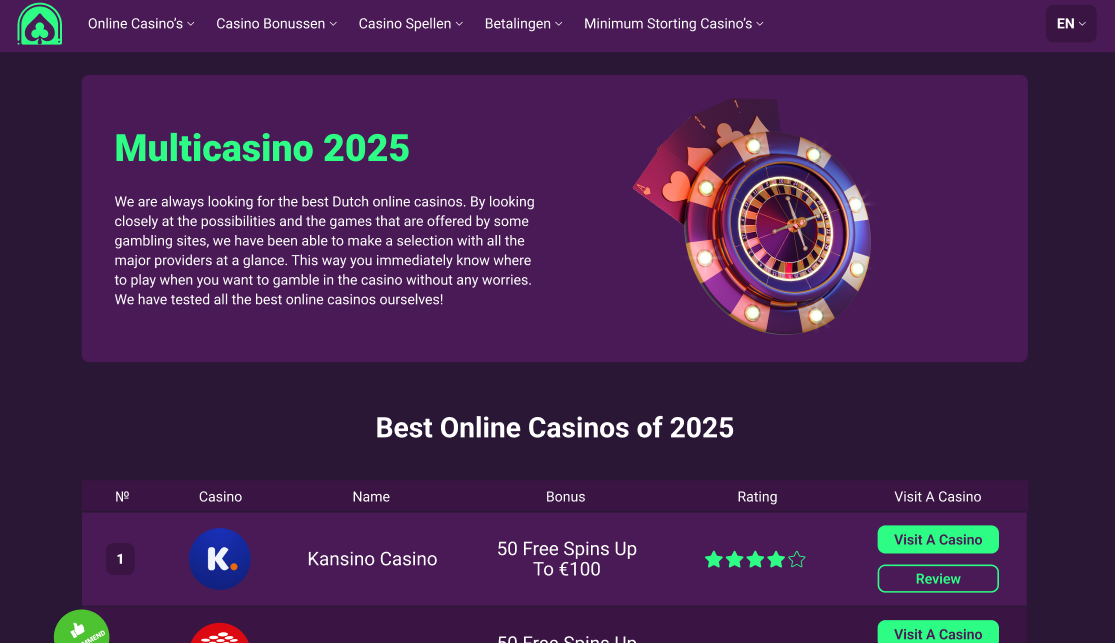 Online Casino's
Casino Bonussen
Casino Spellen
Betalingen
Minimum Storting Casino's
EN
Multicasino 2025
We are always looking for the best Dutch online casinos. By looking
closely at the possibilities and the games that are offered by some
gambling sites, we have been able to make a selection with all the
major providers at a glance. This way you immediately know where
to play when you want to gamble in the casino without any worries.
We have tested all the best online casinos ourselves!
Best Online Casinos of 2025
№
Casino
Name
Bonus
Rating
Visit A Casino
1
K.
Kansino Casino
50 Free Spins Up
To €100
Visit A Casino
Review
50 Free Spins Up
Visit A Casino